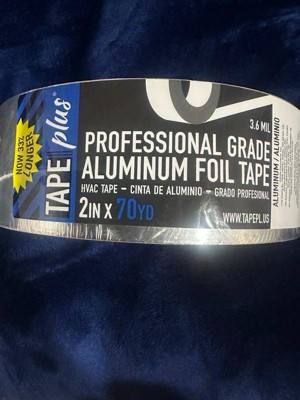 NOW 33%
LONGER
TAPE plus
3.6 MIL
PROFESSIONAL GRADE
ALUMINUM FOIL TAPE
HVAC TAPE – CINTA DE ALUMINIO – GRADO PROFESIONAL
2IN X 70YD
WWW.TAPEPL.US
ALUMINUM / ALUMINIO